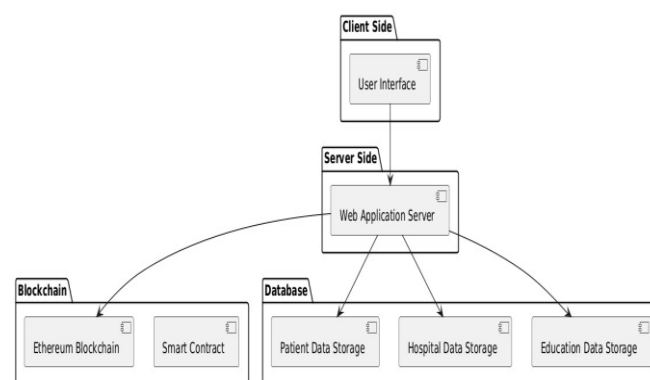 Client Side
User Interface
Server Side
Web Application Server
Blockchain
Database
Ethereum Blockchain
Smart Contract
Patient Data Storage
Hospital Data Storage
Education Data Storage